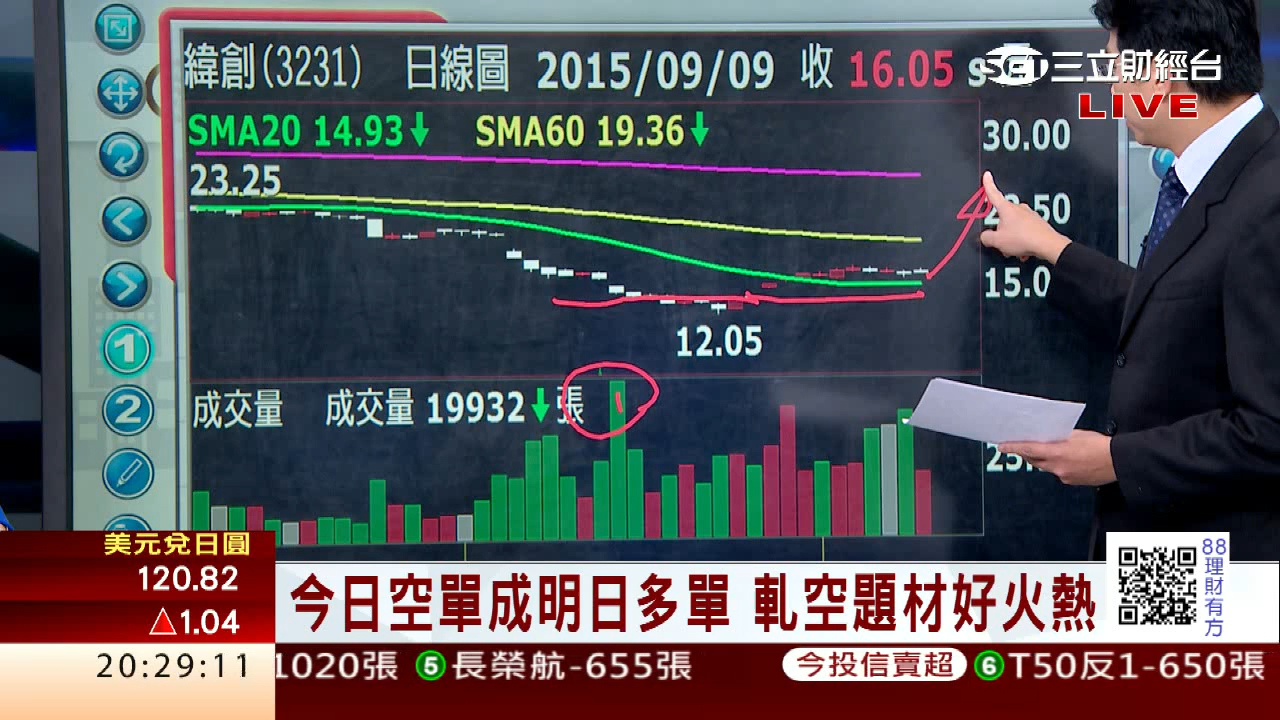 緯創(3231) 日線圖 2015/09/09 收 16.05 s
三立財經台
LIVE
SMA20 14.93↓ SMA60 19.36↓
30.00
23.25
15.0
12.05
成交量 成交量 19932↓張
1
2
美元兌日圓
120.82
△1.04
20:29:11
今日空單成明日多單 軋空題材好火熱
88理財有方
1020張 5 長榮航-655張 今投信賣超 6 T50反1-650張